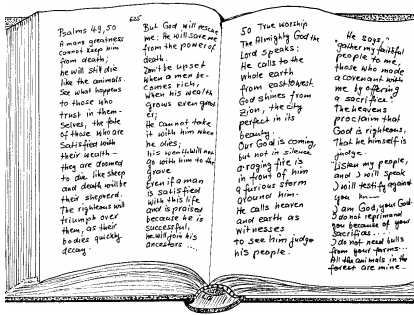 625
Psalms 49,50
A mans greatness
cannot keep him
from death;
he will still die
like the animals.
See what happens
to those who
trust in them-
selves, the fate
of those who are
satisfied with
their wealth -
they are doomed
to die like sheep
and death will be
their shepherd.
The righteous will
triumph over
them, as their
bodies quickly
decay.
But God will rescue
me; He will save me
from the power of
death.
Don't be upset
when a man be-
comes rich,
when his wealth
grows even great
er;
He cannot take
it with him when
he dies;
his wealth will not
go with him to the
grave
Even if a man
is satisfied
with this life
and is praised
because he is
successful,
he will join his
ancestors ...
50 True worship
The Almighty God the
Lord speaks;
He calls to the
whole earth
from east to west.
God shines from
Zion, the city
perfect in its
beauty.
Our God is coming,
but not in silence
a raging fire is
in front of him
a furious storm
around him.
He calls heaven
and earth as
witnesses
to see him judge
his people.
He says,"
gather my faithful
people to me,
those who made
a covenant with
me by offering
a sacrifice."
The heavens
proclaim that
God is righteous,
That he himself is
judge.
"Listen my people,
and I will speak
I will testify against
you
I am God, your God.
I do not reprimand
you because of your
sacrifices....
I do not need bulls
from your farms...
All the animals in the
forest are mine..